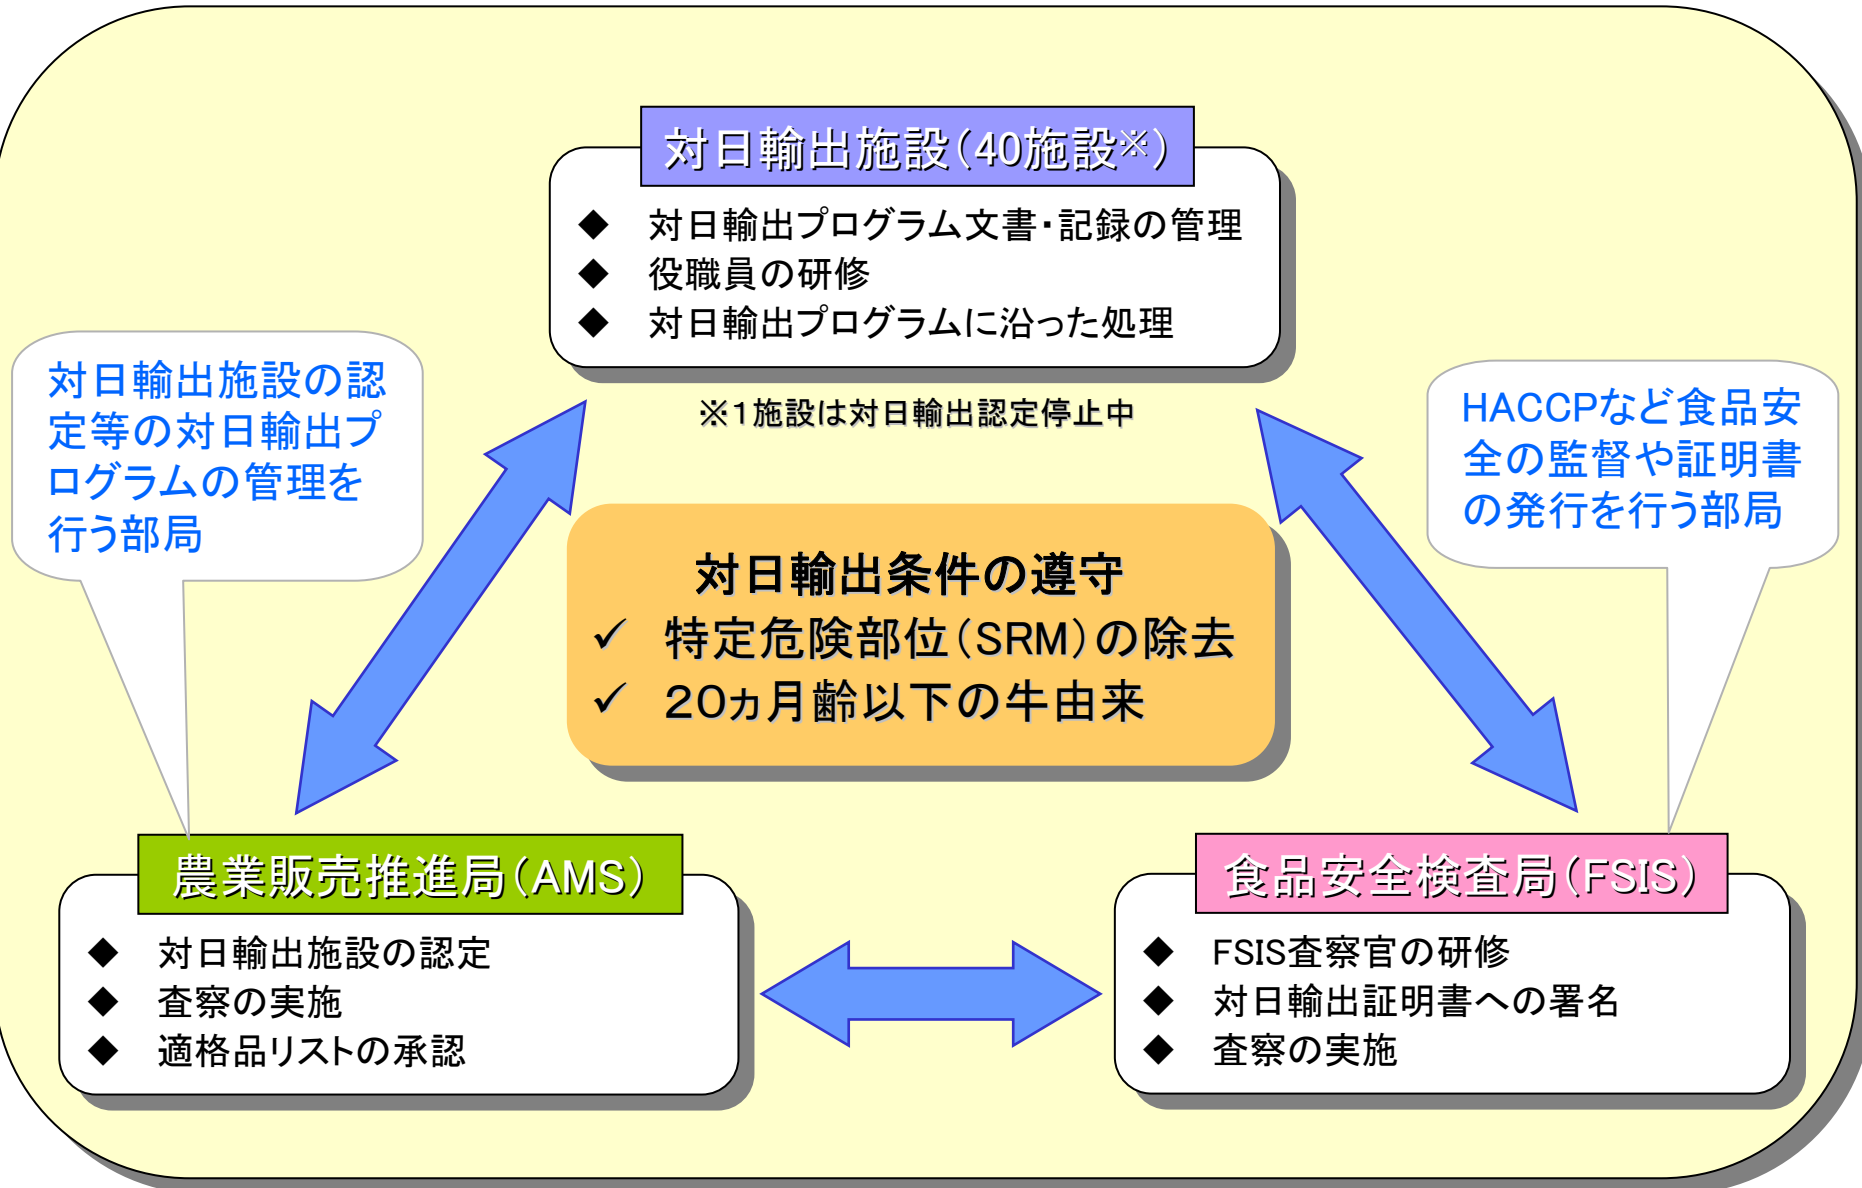 対日輸出施設（40施設※）
◆ 対日輸出プログラム文書・記録の管理
◆ 役職員の研修
◆ 対日輸出プログラムに沿った処理
※１施設は対日輸出認定停止中
対日輸出施設の認
定等の対日輸出プ
ログラムの管理を
行う部局
HACCPなど食品安
全の監督や証明書
の発行を行う部局
対日輸出条件の遵守
✓ 特定危険部位（SRM）の除去
✓ ２０ヵ月齢以下の牛由来
農業販売推進局（AMS）
◆ 対日輸出施設の認定
◆ 査察の実施
◆ 適格品リストの承認
食品安全検査局（FSIS）
◆ FSIS査察官の研修
◆ 対日輸出証明書への署名
◆ 査察の実施